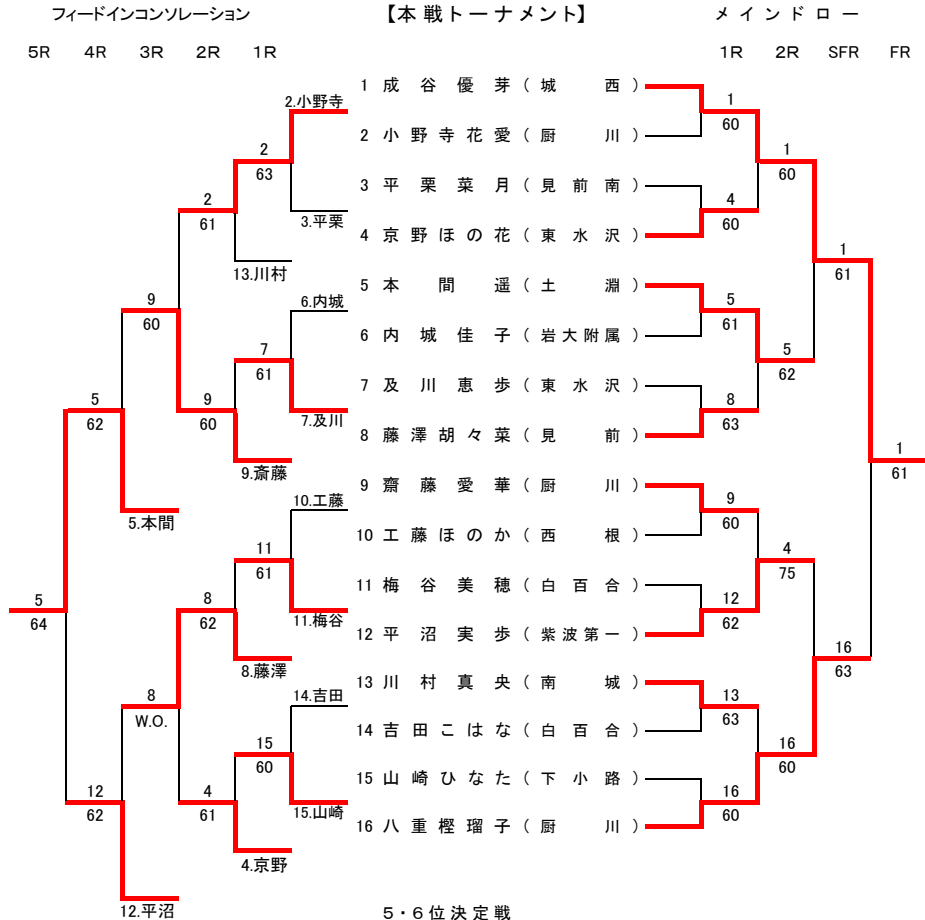 フィードインコンソレーション 【本戦トーナメント】 メインドロー
5R 4R 3R 2R 1R 1R 2R SFR FR
1 成谷優芽(城西)
2 小野寺花愛(厨川)
3 平栗菜月(見前南)
4 京野ほの花(東水沢)
5 本間遥(土淵)
6 内城佳子(岩大附属)
7 及川恵歩(東水沢)
8 藤澤胡々菜(見前)
9 齋藤愛華(厨川)
10 工藤ほのか(西根)
11 梅谷美穂(白百合)
12 平沼実歩(紫波第一)
13 川村真央(南城)
14 吉田こはな(白百合)
15 山崎ひなた(下小路)
16 八重樫瑠子(厨川)
2.小野寺
3.平栗
2
63
13.川村
2
61
6.内城
7.及川
7
61
9.斎藤
9
60
9
60
5.本間
5
62
10.工藤
11.梅谷
11
61
8.藤澤
8
62
14.吉田
15.山崎
15
60
4.京野
4
61
8
W.O.
12.平沼
12
62
5
64
1
60
4
60
5
61
8
63
9
60
12
62
13
63
16
60
1
60
5
62
4
75
16
60
1
61
16
63
1
61
5・6位決定戦